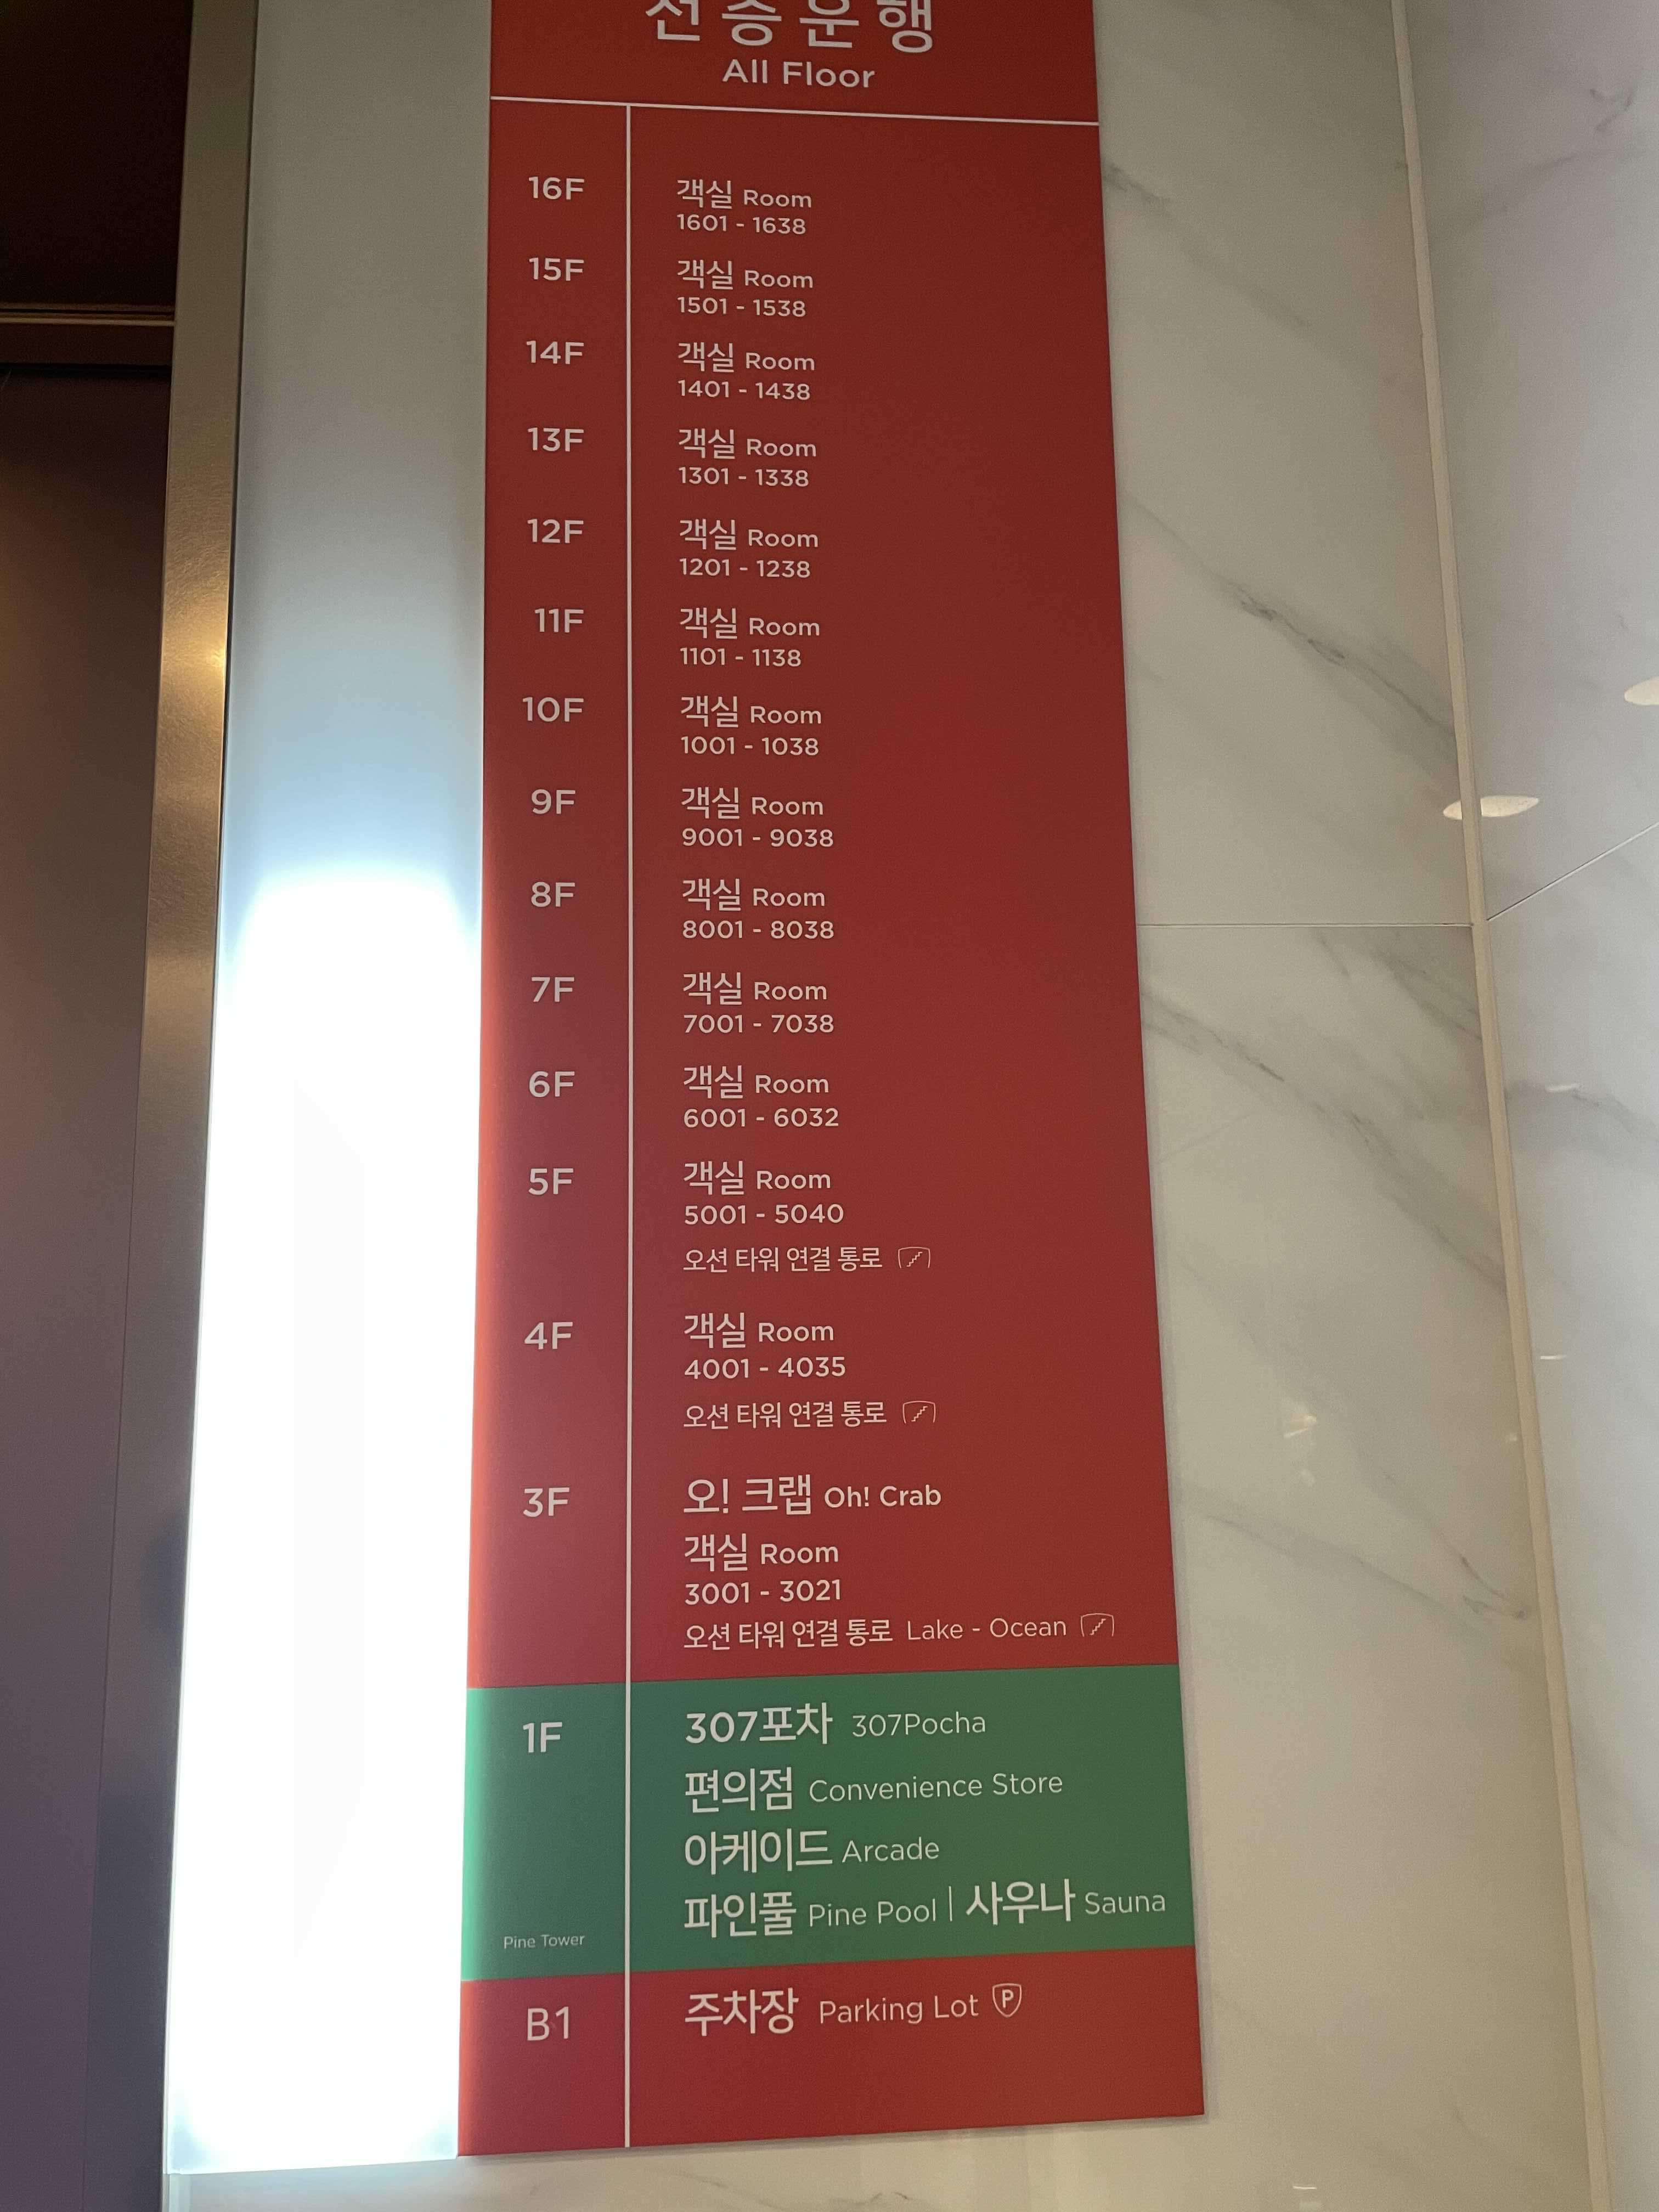 전층운행
All Floor
16F
객실 Room
1601 - 1638
15F
객실 Room
1501 - 1538
14F
객실 Room
1401 - 1438
13F
객실 Room
1301 - 1338
12F
객실 Room
1201 - 1238
11F
객실 Room
1101 - 1138
10F
객실 Room
1001 - 1038
9F
객실 Room
9001 - 9038
8F
객실 Room
8001 - 8038
7F
객실 Room
7001 - 7038
6F
객실 Room
6001 - 6032
5F
객실 Room
5001 - 5040
오션 타워 연결 통로
4F
객실 Room
4001 - 4035
오션 타워 연결 통로
3F
오! 크랩 Oh! Crab
객실 Room
3001 - 3021
오션 타워 연결 통로 Lake - Ocean
1F
307포차 307Pocha
편의점 Convenience Store
아케이드 Arcade
파인풀 Pine Pool | 사우나 Sauna
Pine Tower
B1
주차장 Parking Lot P